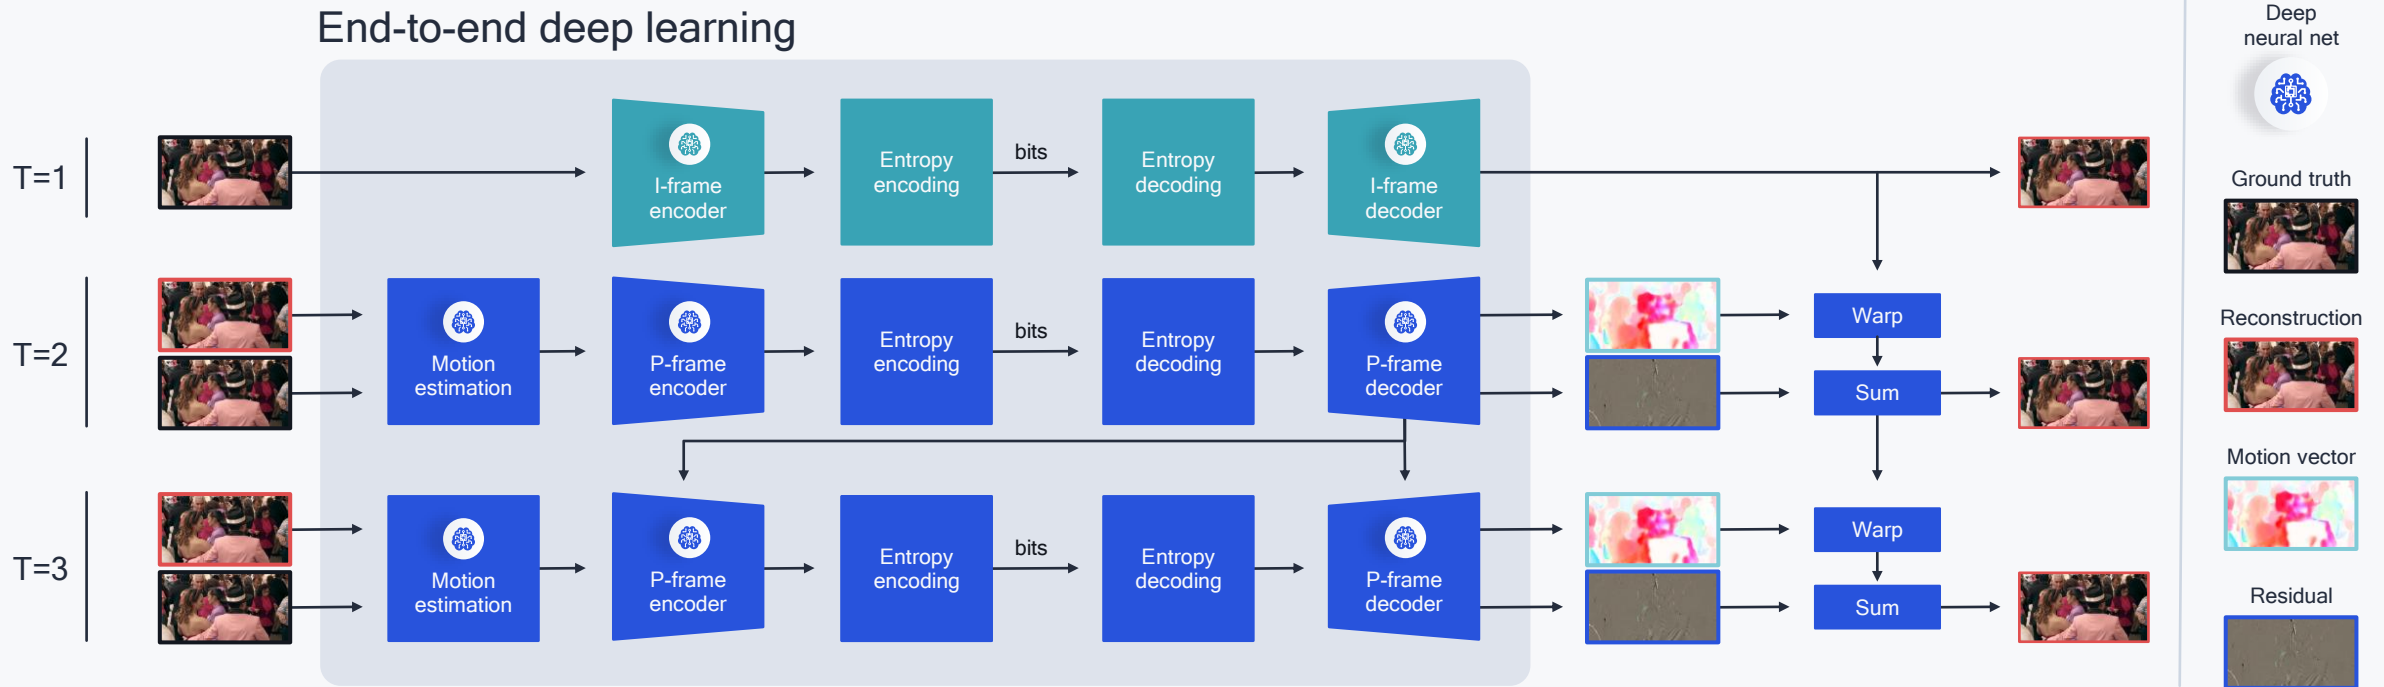 End-to-end deep learning
T=1
I-frame
encoder
Entropy
encoding
bits
Entropy
decoding
I-frame
decoder
T=2
Motion
estimation
P-frame
encoder
Entropy
encoding
bits
Entropy
decoding
P-frame
decoder
Warp
Sum
T=3
Motion
estimation
P-frame
encoder
Entropy
encoding
bits
Entropy
decoding
P-frame
decoder
Warp
Sum
Deep
neural net
Ground truth
Reconstruction
Motion vector
Residual